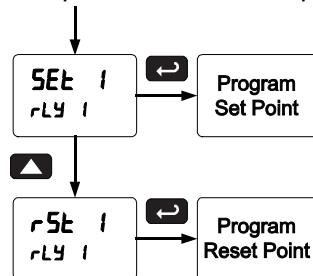 SEt 1
rLY 1
Program
Set Point
rSt 1
rLY 1
Program
Reset Point